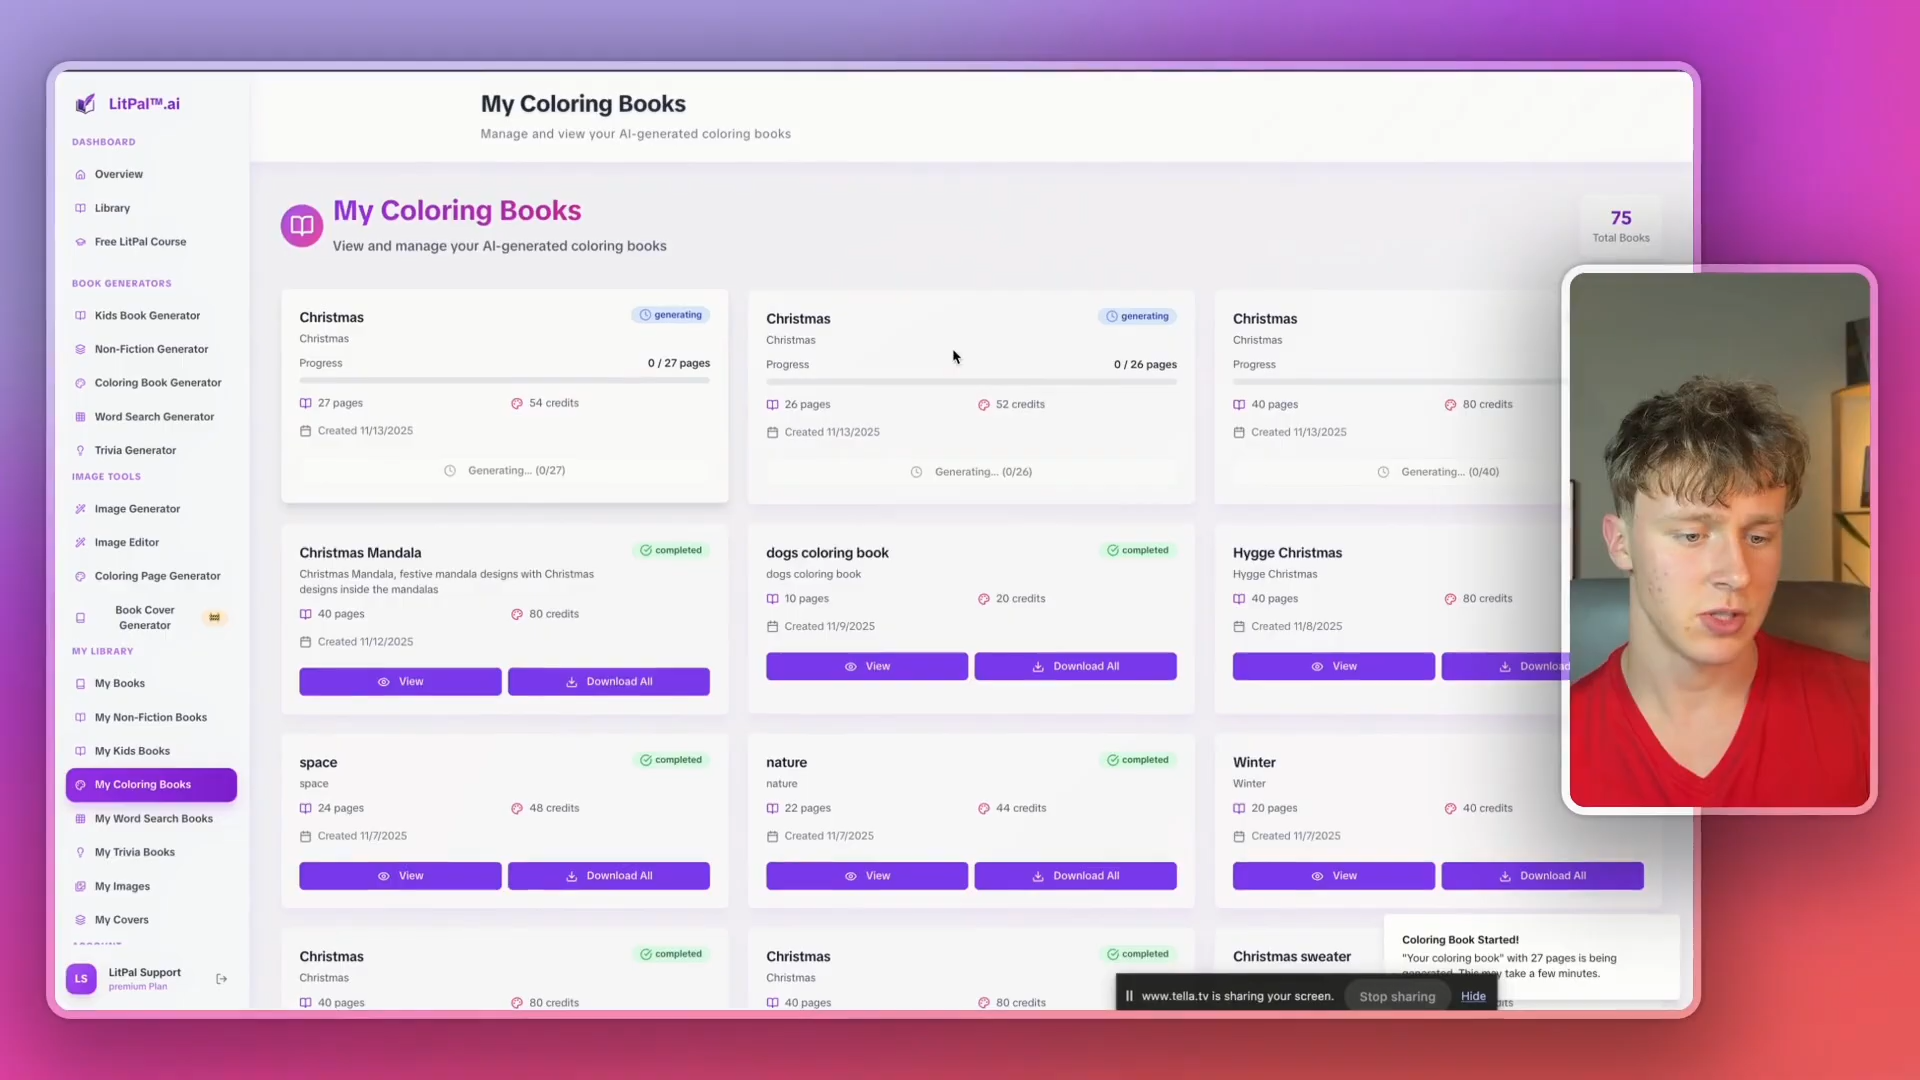 LitPal™.ai
DASHBOARD
Overview
Library
Free LitPal Course
BOOK GENERATORS
Kids Book Generator
Non-Fiction Generator
Coloring Book Generator
Word Search Generator
Trivia Generator
IMAGE TOOLS
Image Generator
Image Editor
Coloring Page Generator
Book Cover
Generator
MY LIBRARY
My Books
My Non-Fiction Books
My Kids Books
My Coloring Books
My Word Search Books
My Trivia Books
My Images
My Covers
LS
LitPal Support
premium Plan
My Coloring Books
Manage and view your AI-generated coloring books
My Coloring Books
View and manage your AI-generated coloring books
75
Total Books
Christmas
generating
Christmas
Progress
0 / 27 pages
27 pages
54 credits
Created 11/13/2025
Generating... (0/27)
Christmas
generating
Christmas
Progress
0 / 26 pages
26 pages
52 credits
Created 11/13/2025
Generating... (0/26)
Christmas
Christmas
Progress
40 pages
80 credits
Created 11/13/2025
Generating... (0/40)
Christmas Mandala
completed
Christmas Mandala, festive mandala designs with Christmas
designs inside the mandalas
40 pages
80 credits
Created 11/12/2025
View
Download All
dogs coloring book
completed
dogs coloring book
10 pages
20 credits
Created 11/9/2025
View
Download All
Hygge Christmas
Hygge Christmas
40 pages
80 credits
Created 11/8/2025
View
Download
space
completed
space
24 pages
48 credits
Created 11/7/2025
View
Download All
nature
completed
nature
22 pages
44 credits
Created 11/7/2025
View
Download All
Winter
Winter
20 pages
40 credits
Created 11/7/2025
View
Download All
Christmas
completed
Christmas
40 pages
80 credits
Christmas
completed
Christmas
40 pages
80 credits
Christmas sweater
Coloring Book Started!
"Your coloring book" with 27 pages is being
generated. This may take a few minutes.
www.tella.tv is sharing your screen.
Stop sharing
Hide